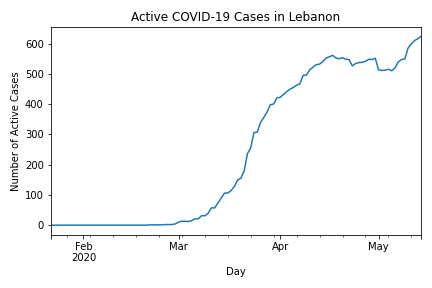 Active COVID-19 Cases in Lebanon
Number of Active Cases
600
500
400
300
200
100
0
Feb
2020
Mar
Apr
May
Day